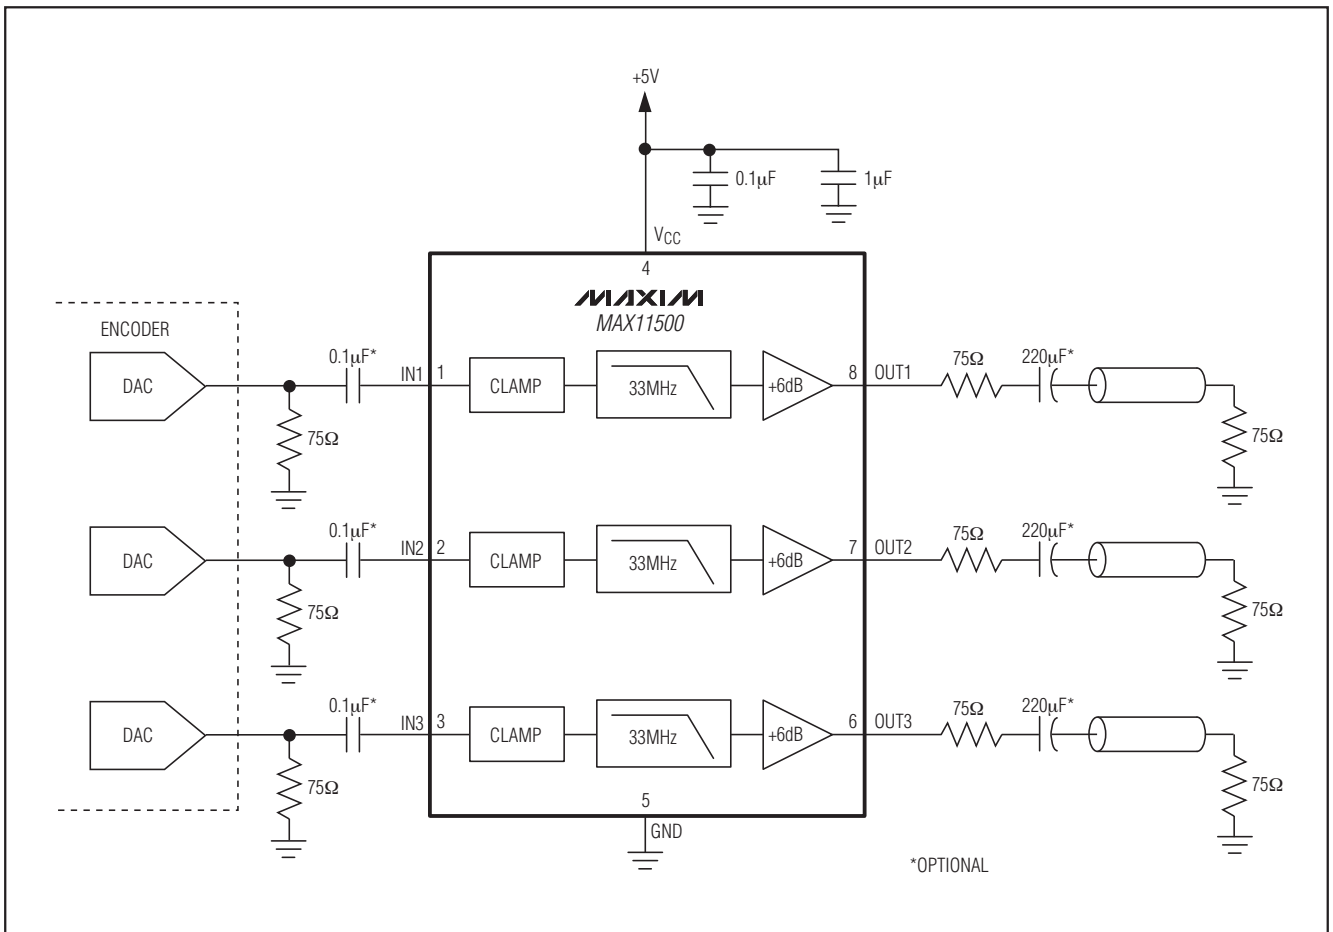 +5V
0.1µF
1µF
VCC
4
MAXIM
MAX11500
ENCODER
DAC
0.1µF*
IN1
1
CLAMP
33MHz
+6dB
8
OUT1
75Ω
220µF*
75Ω
75Ω
DAC
0.1µF*
IN2
2
CLAMP
33MHz
+6dB
7
OUT2
75Ω
220µF*
75Ω
75Ω
DAC
0.1µF*
IN3
3
CLAMP
33MHz
+6dB
6
OUT3
75Ω
220µF*
75Ω
75Ω
5
GND
*OPTIONAL